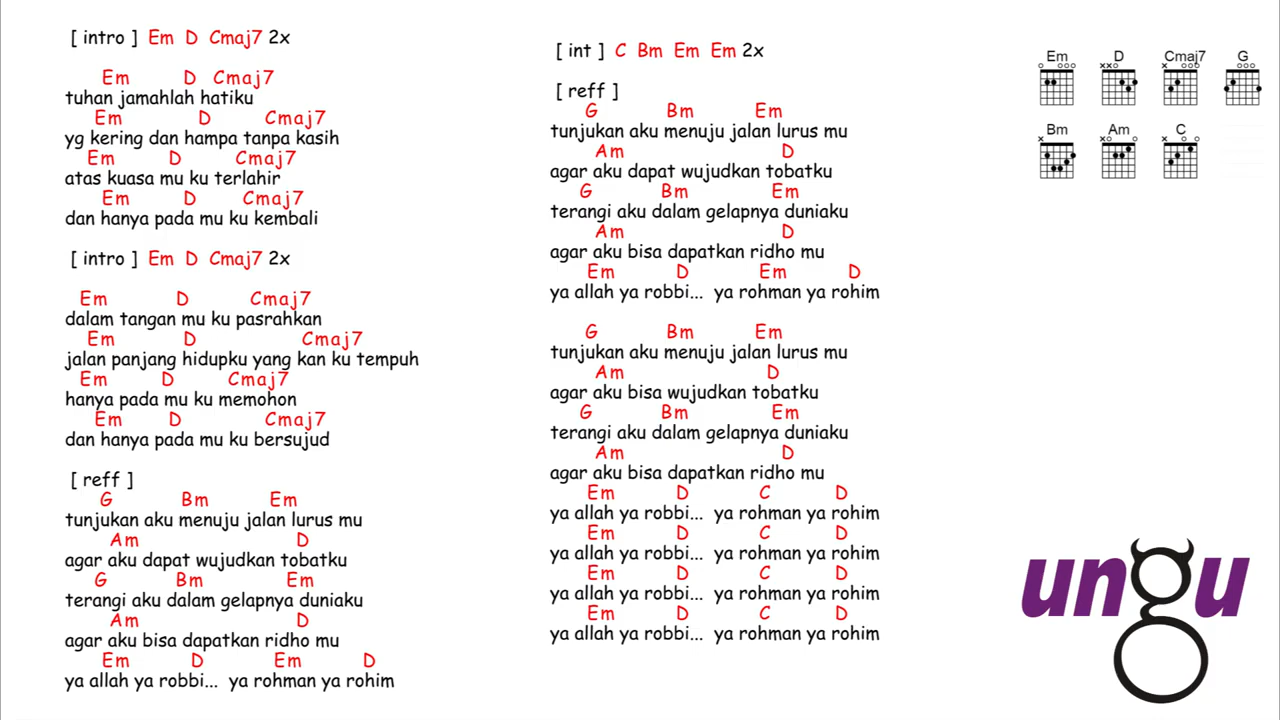 [ intro ] Em D Cmaj7 2x
Em D Cmaj7
tuhan jamahlah hatiku
Em D Cmaj7
yg kering dan hampa tanpa kasih
Em D Cmaj7
atas kuasa mu ku terlahir
Em D Cmaj7
dan hanya pada mu ku kembali
[ intro ] Em D Cmaj7 2x
Em D Cmaj7
dalam tangan mu ku pasrahkan
Em D Cmaj7
jalan panjang hidupku yang kan ku tempuh
Em D Cmaj7
hanya pada mu ku memohon
Em D Cmaj7
dan hanya pada mu ku bersujud
[ reff ]
G Bm Em
tunjukan aku menuju jalan lurus mu
Am D
agar aku dapat wujudkan tobatku
G Bm Em
terangi aku dalam gelapnya duniaku
Am D
agar aku bisa dapatkan ridho mu
Em D Em D
ya allah ya robbi... ya rohman ya rohim
[ int ] C Bm Em Em 2x
[ reff ]
G Bm Em
tunjukan aku menuju jalan lurus mu
Am D
agar aku dapat wujudkan tobatku
G Bm Em
terangi aku dalam gelapnya duniaku
Am D
agar aku bisa dapatkan ridho mu
Em D Em D
ya allah ya robbi... ya rohman ya rohim
G Bm Em
tunjukan aku menuju jalan lurus mu
Am D
agar aku bisa wujudkan tobatku
G Bm Em
terangi aku dalam gelapnya duniaku
Am D
agar aku bisa dapatkan ridho mu
Em D C D
ya allah ya robbi... ya rohman ya rohim
Em D C D
ya allah ya robbi... ya rohman ya rohim
Em D C D
ya allah ya robbi... ya rohman ya rohim
Em D C D
ya allah ya robbi... ya rohman ya rohim
Em D Cmaj7 G
Bm Am C
ungu